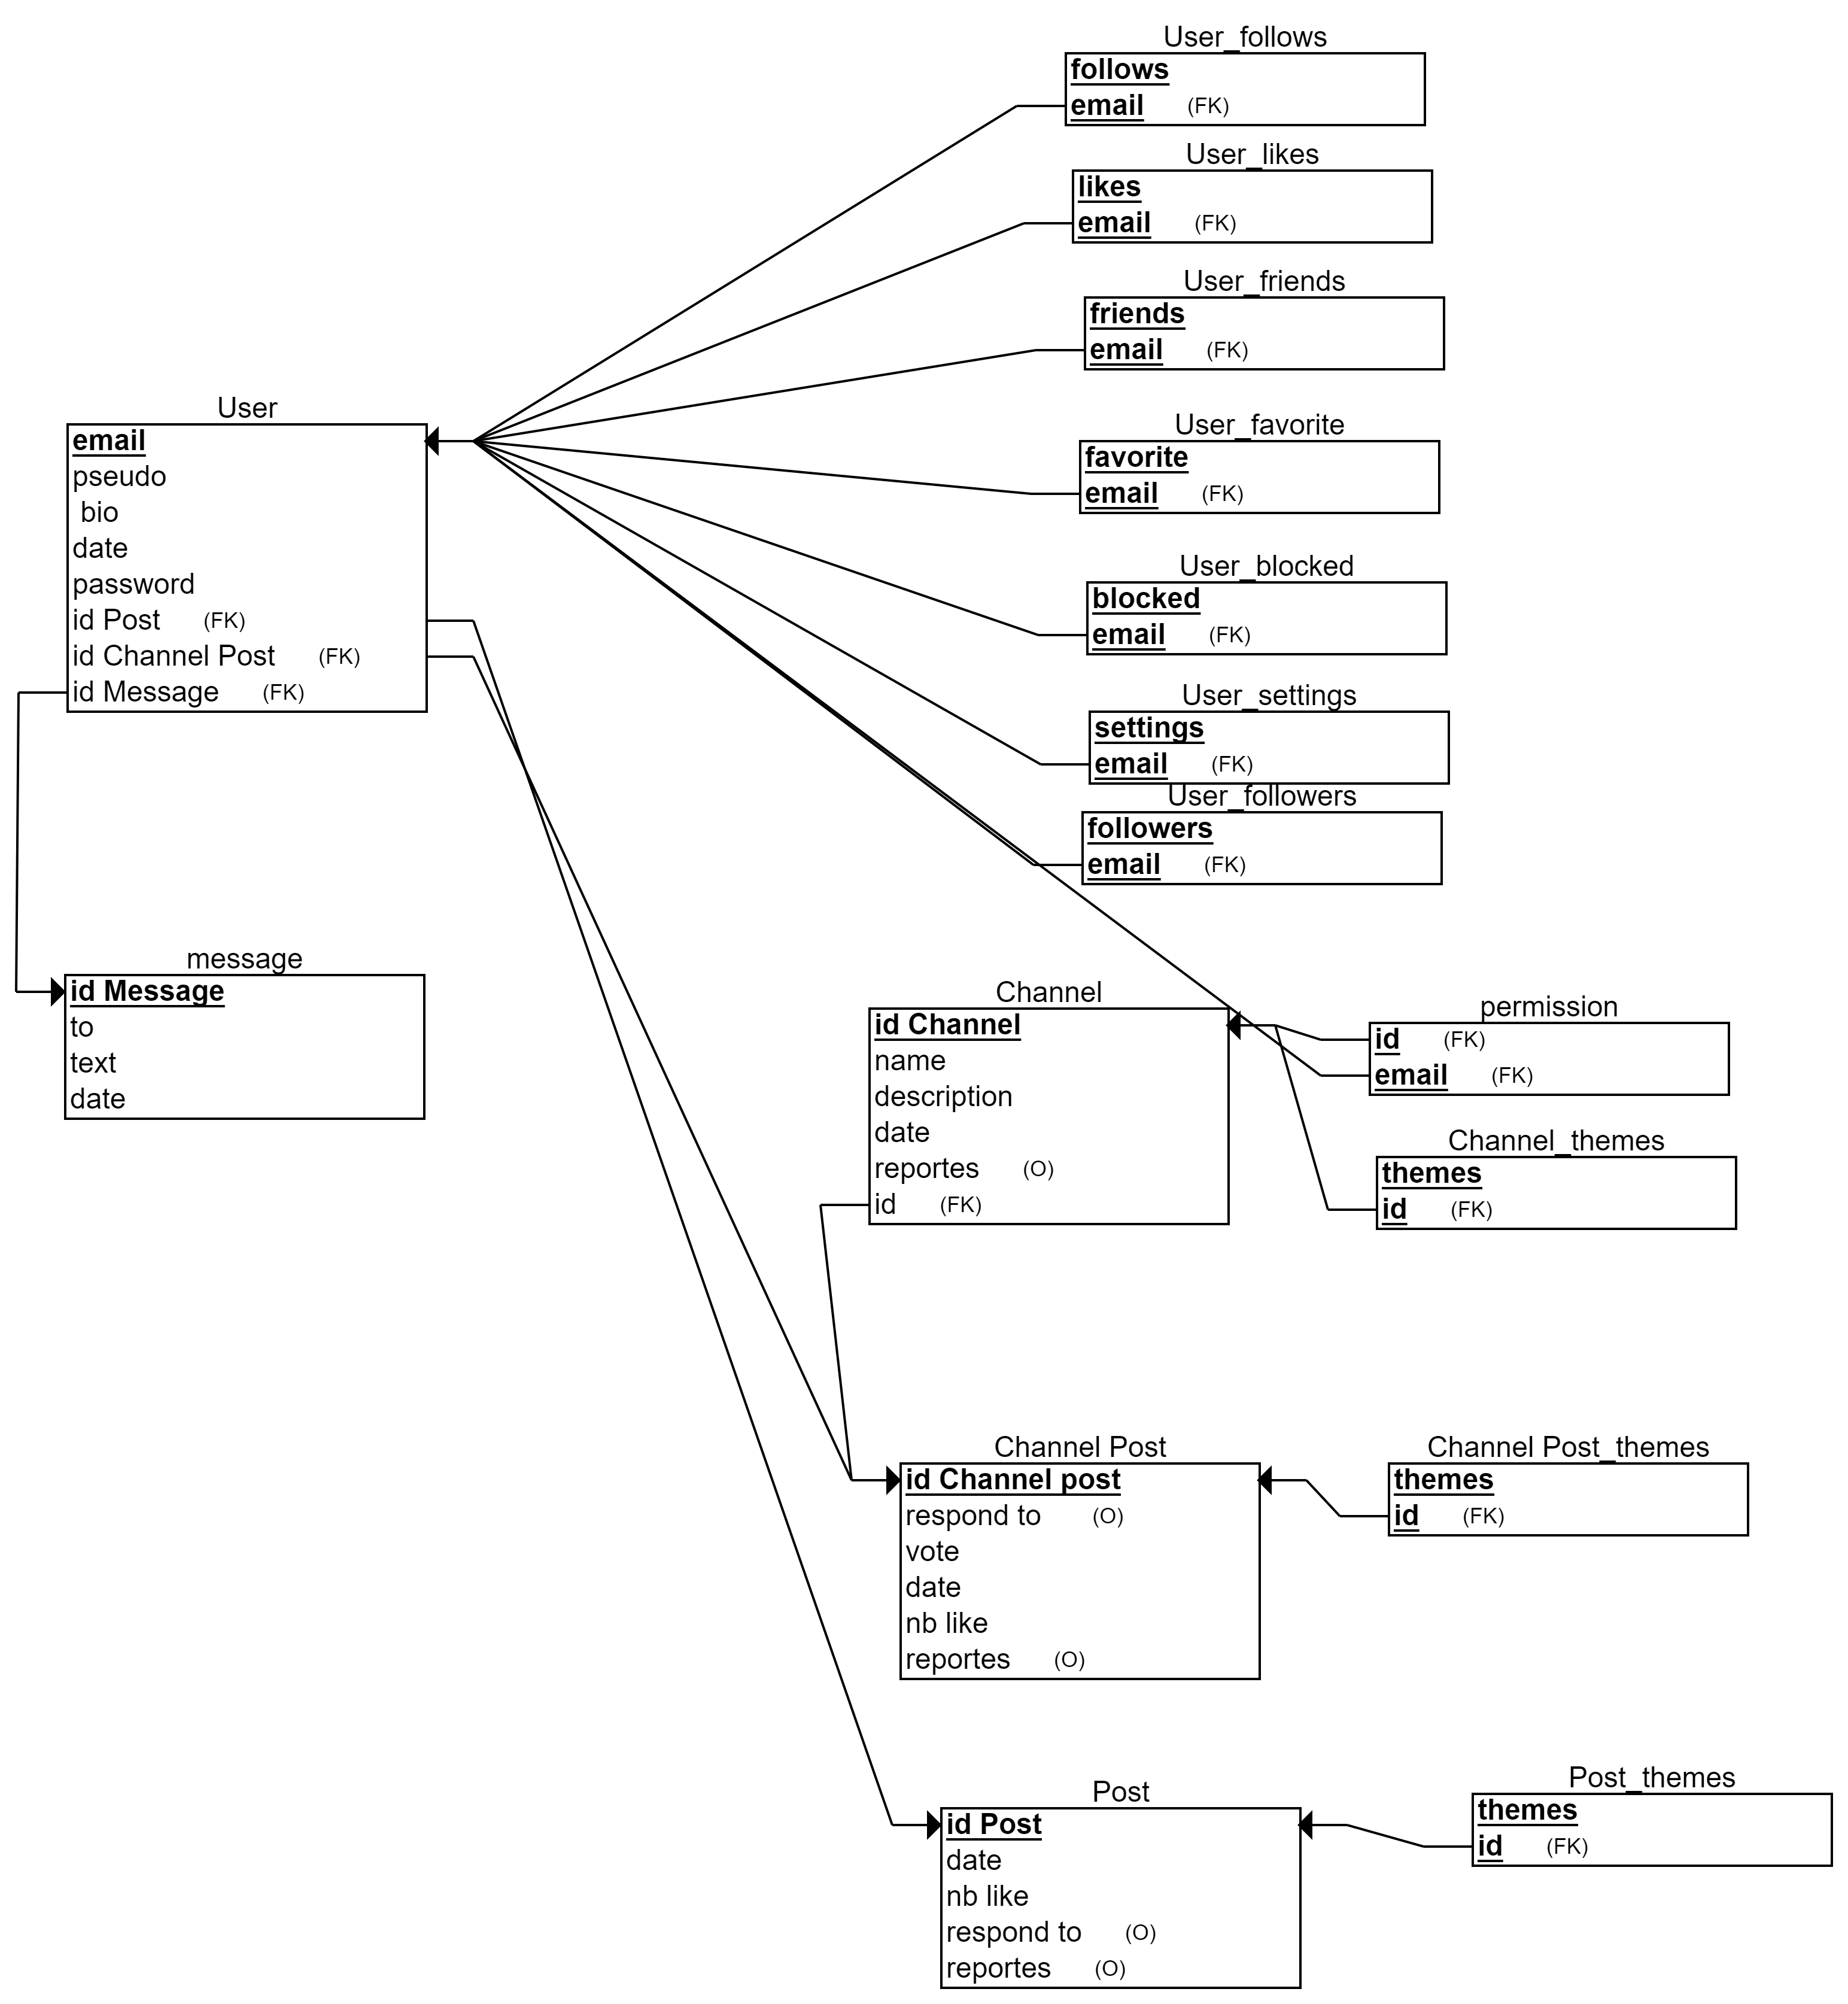 User_follows
follows
email (FK)
User_likes
likes
email (FK)
User_friends
friends
email (FK)
User_favorite
favorite
email (FK)
User_blocked
blocked
email (FK)
User_settings
settings
email (FK)
User_followers
followers
email (FK)
User
email
pseudo
bio
date
password
id Post (FK)
id Channel Post (FK)
id Message (FK)
message
id Message
to
text
date
Channel
id Channel
name
description
date
reportes (O)
id (FK)
permission
id (FK)
email (FK)
Channel_themes
themes
id (FK)
Channel Post
id Channel post
respond to (O)
vote
date
nb like
reportes (O)
Channel Post_themes
themes
id (FK)
Post
id Post
date
nb like
respond to (O)
reportes (O)
Post_themes
themes
id (FK)